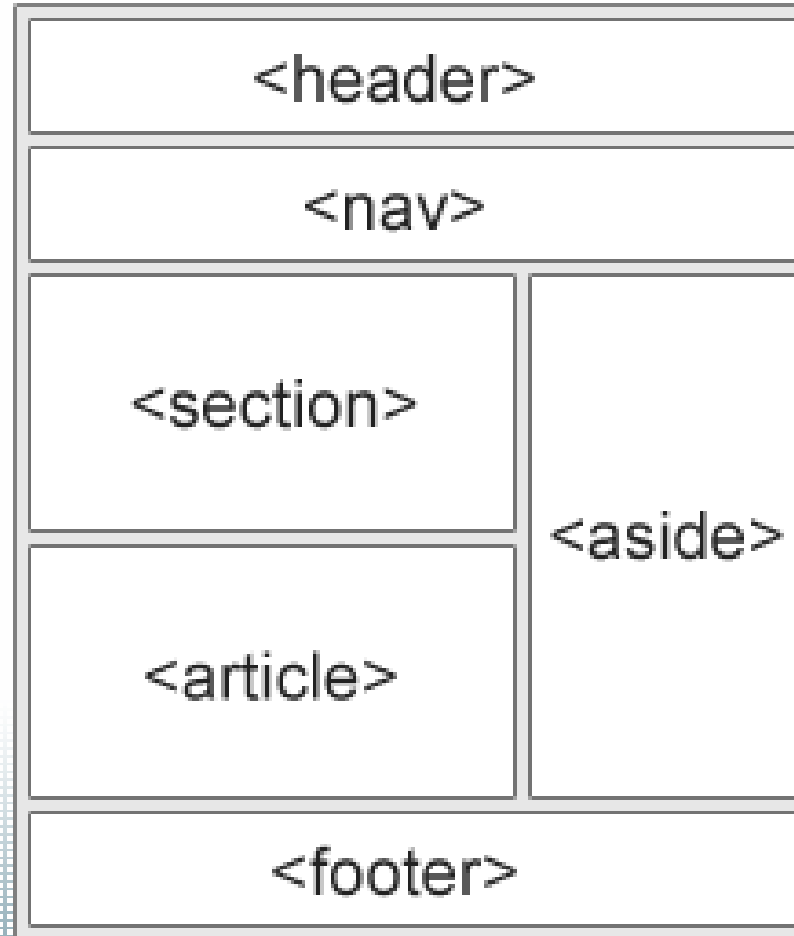 <header>
<nav>
<section>
<article>
<aside>
<footer>